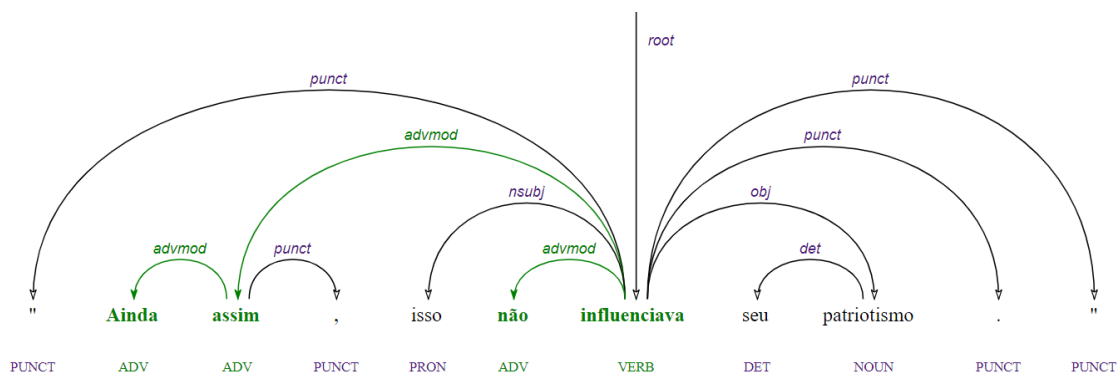 root
punct punct
advmod punct
nsubj obj
advmod punct advmod det
" Ainda assim , isso não influenciava seu patriotismo . "
PUNCT ADV ADV PUNCT PRON ADV VERB DET NOUN PUNCT PUNCT